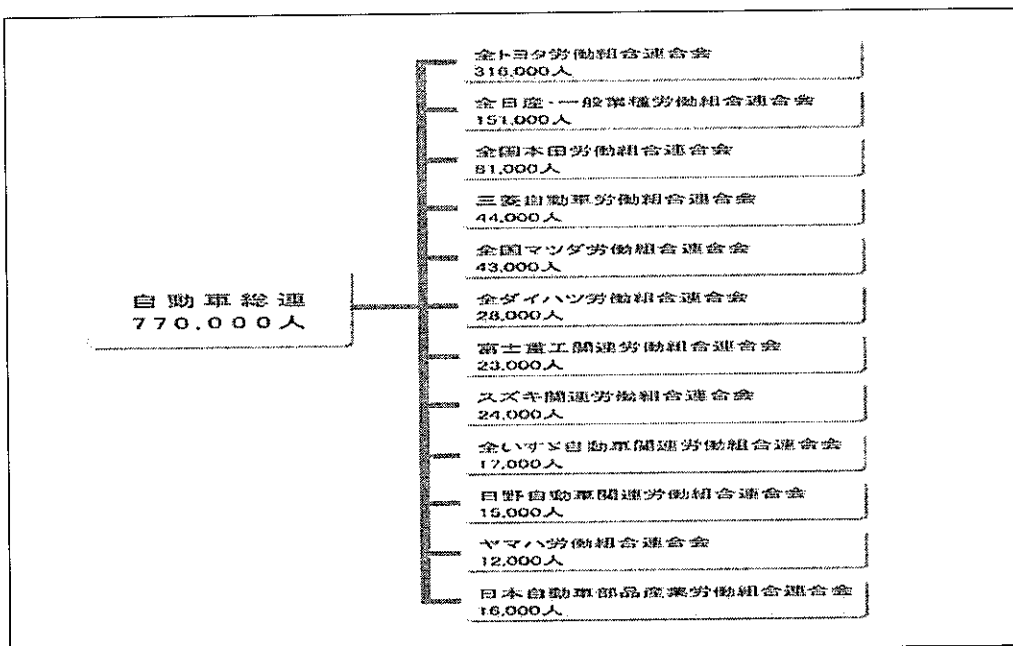 自動車総連
770,000人
全トヨタ労働組合連合会
316,000人
全日産・一般業種労働組合連合会
151,000人
全国本田労働組合連合会
81,000人
三菱自動車労働組合連合会
44,000人
全国マツダ労働組合連合会
43,000人
全ダイハツ労働組合連合会
28,000人
富士重工関連労働組合連合会
23,000人
スズキ関連労働組合連合会
24,000人
全いすゞ自動車関連労働組合連合会
17,000人
日野自動車関連労働組合連合会
15,000人
ヤマハ労働組合連合会
12,000人
日本自動車部品産業労働組合連合会
16,000人